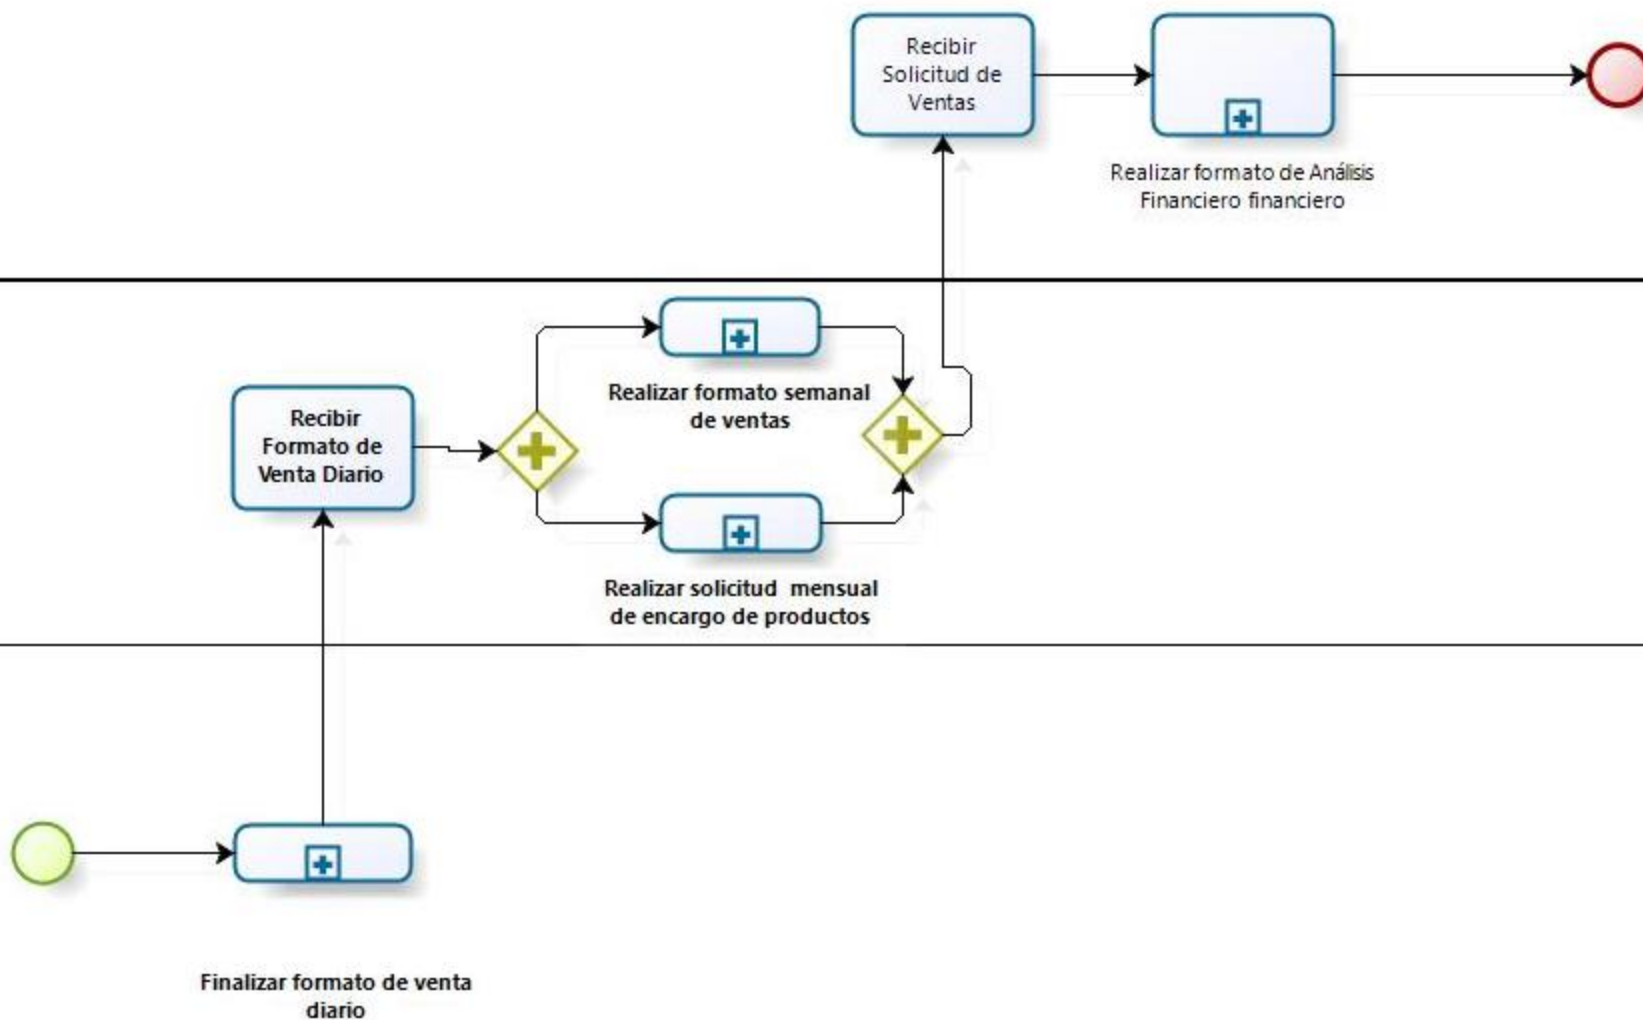 Recibir
Solicitud de
Ventas
Realizar formato de Análisis
Financiero financiero
Realizar formato semanal
de ventas
Recibir
Formato de
Venta Diario
Realizar solicitud  mensual
de encargo de productos
Finalizar formato de venta
diario